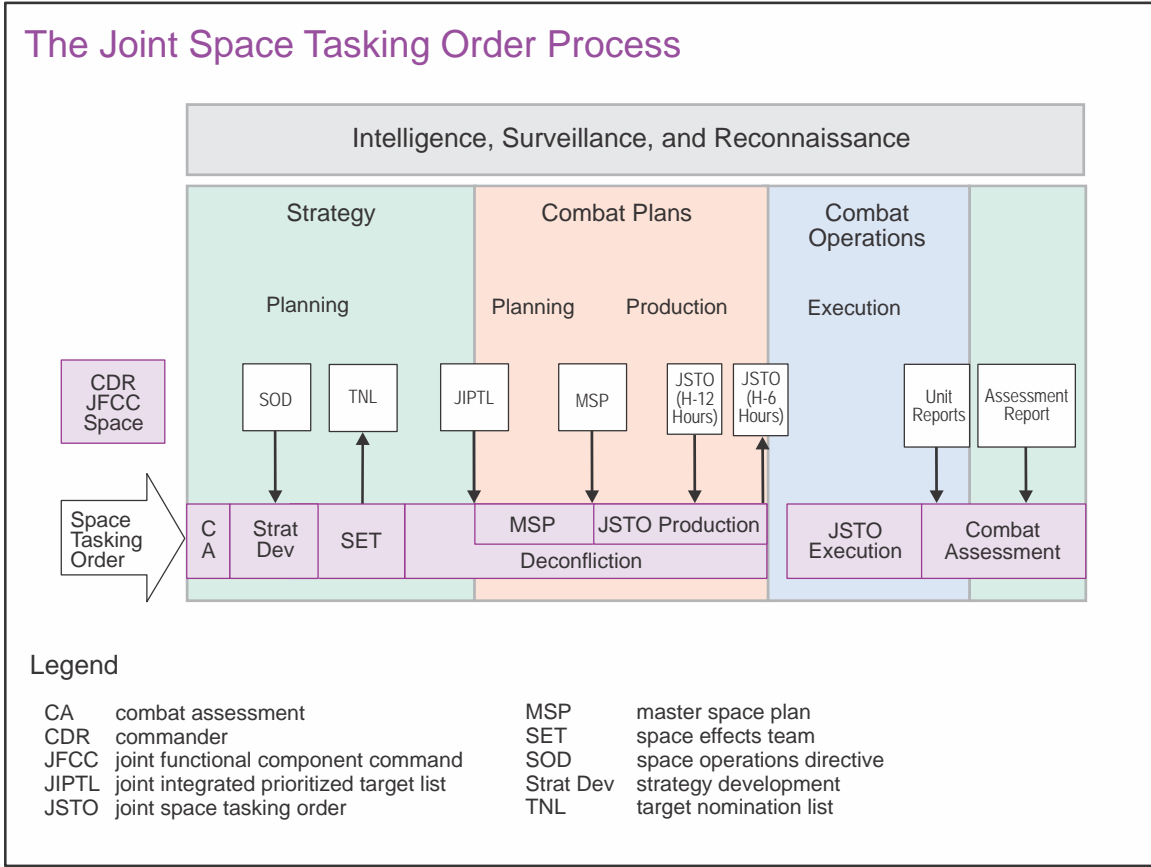 The Joint Space Tasking Order Process
Intelligence, Surveillance, and Reconnaissance
Strategy
Combat Plans
Combat
Operations
Planning
Planning
Production
Execution
CDR
JFCC
Space
SOD
TNL
JIPTL
MSP
JSTO
(H-12
Hours)
JSTO
(H-6
Hours)
Unit
Reports
Assessment
Report
Space
Tasking
Order
C
A
Strat
Dev
SET
MSP
JSTO Production
Deconfliction
JSTO
Execution
Combat
Assessment
Legend
CA combat assessment
CDR commander
JFCC joint functional component command
JIPTL joint integrated prioritized target list
JSTO joint space tasking order
MSP master space plan
SET space effects team
SOD space operations directive
Strat Dev strategy development
TNL target nomination list